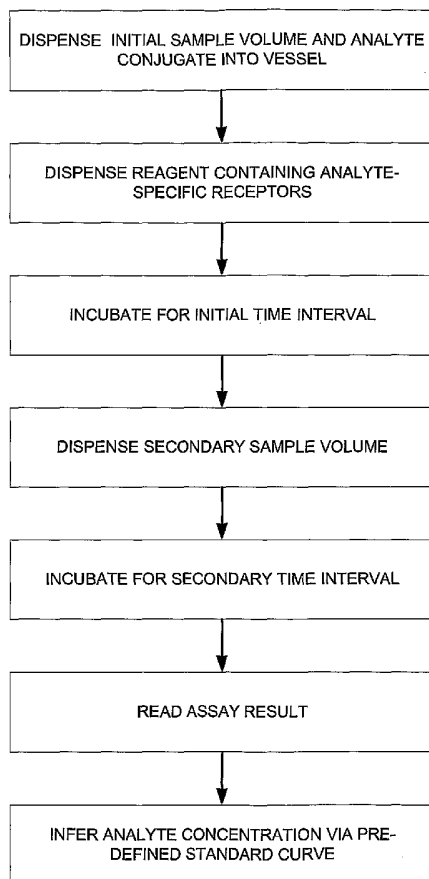 DISPENSE INITIAL SAMPLE VOLUME AND ANALYTE
CONJUGATE INTO VESSEL
DISPENSE REAGENT CONTAINING ANALYTE-
SPECIFIC RECEPTORS
INCUBATE FOR INITIAL TIME INTERVAL
DISPENSE SECONDARY SAMPLE VOLUME
INCUBATE FOR SECONDARY TIME INTERVAL
READ ASSAY RESULT
INFER ANALYTE CONCENTRATION VIA PRE-
DEFINED STANDARD CURVE